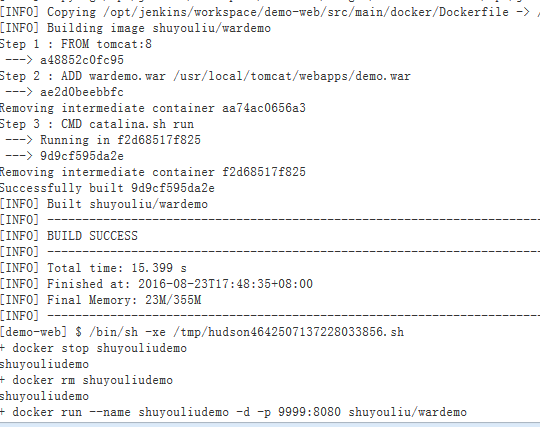 [INFO] Copying /opt/jenkins/workspace/demo-web/src/main/docker/Dockerfile -> /
[INFO] Building image shuyouliu/wardemo
Step 1 : FROM tomcat:8
---> a48852c0fc95
Step 2 : ADD wardemo.war /usr/local/tomcat/webapps/demo.war
---> ae2d0beebbfc
Removing intermediate container aa74ac0656a3
Step 3 : CMD catalina.sh run
---> Running in f2d68517f825
---> 9d9cf595da2e
Removing intermediate container f2d68517f825
Successfully built 9d9cf595da2e
[INFO] Built shuyouliu/wardemo
[INFO] ------------------------------------------------------------------------
[INFO] BUILD SUCCESS
[INFO] ------------------------------------------------------------------------
[INFO] Total time: 15.399 s
[INFO] Finished at: 2016-08-23T17:48:35+08:00
[INFO] Final Memory: 23M/355M
[INFO] ------------------------------------------------------------------------
[demo-web] $ /bin/sh -xe /tmp/hudson4642507137228033856.sh
+ docker stop shuyouliudemo
shuyouliudemo
+ docker rm shuyouliudemo
shuyouliudemo
+ docker run --name shuyouliudemo -d -p 9999:8080 shuyouliu/wardemo